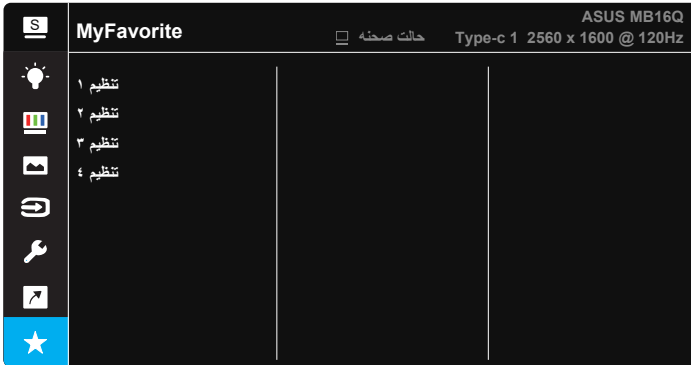 S
MyFavorite
ASUS MB16Q
حالت صحنه
Type-c 1 2560 x 1600 @ 120Hz
تنظیم ۱
تنظیم ۲
تنظیم ۳
تنظیم ٤